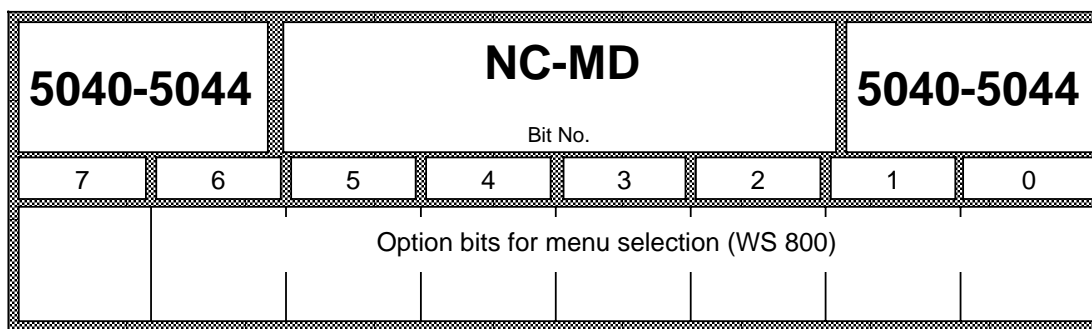 5040-5044 NC-MD 5040-5044
Bit No.
7 6 5 4 3 2 1 0
Option bits for menu selection (WS 800)